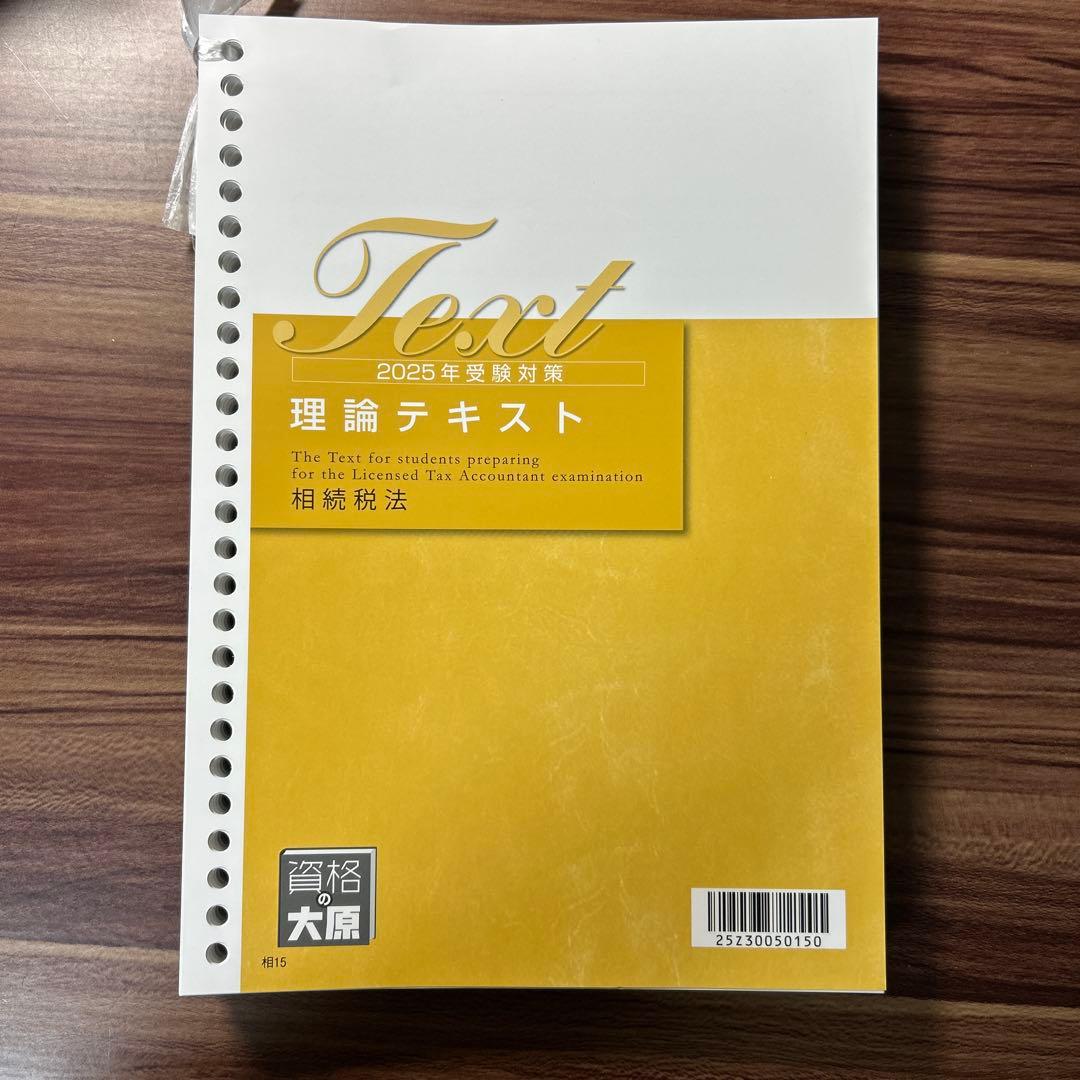 Text
2025年受験対策
理論テキスト
The Text for students preparing
for the Licensed Tax Accountant examination
相続税法
資格
の
大原
相15
25Z30050150